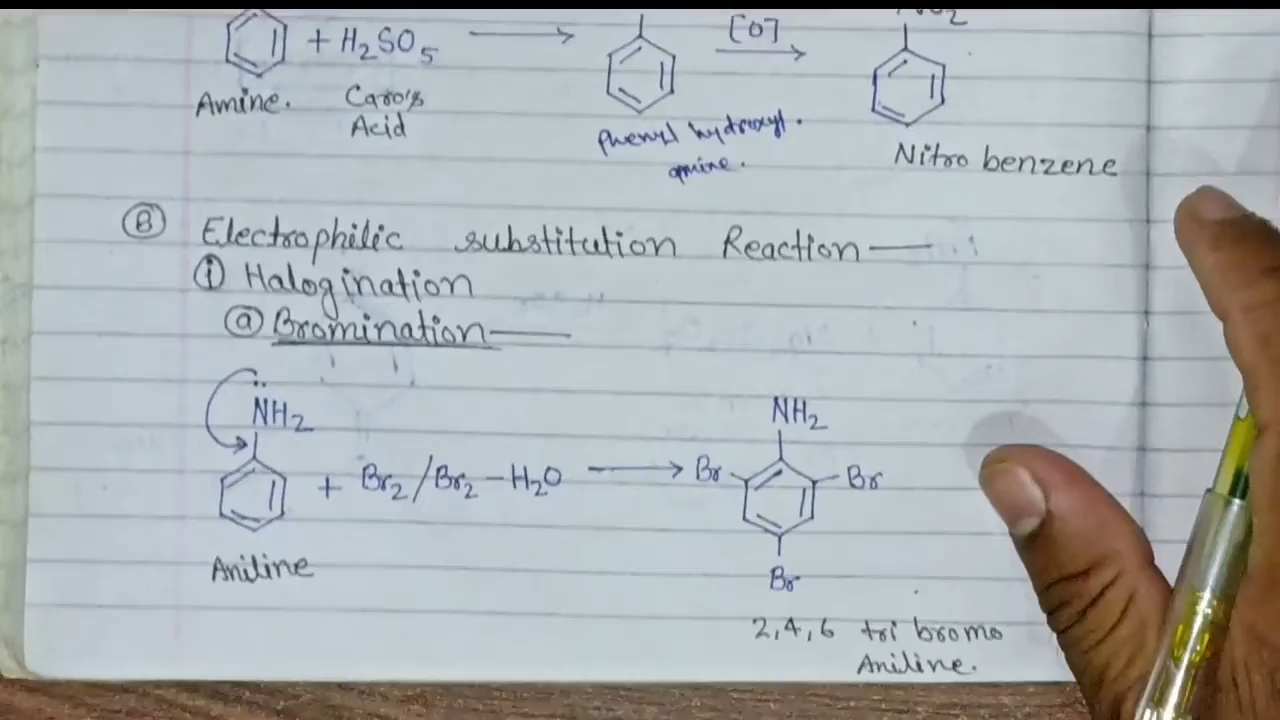 + H2SO5 [O] NO2
Amine. Caro's
Acid
Phenyl hydroxyl.
amine.
Nitro benzene
B Electrophilic substitution Reaction —
i Halogination
a Bromination —
NH2 NH2
+ Br2/Br2 - H2O Br Br
Br
Aniline
2,4,6 tri bromo
Aniline.